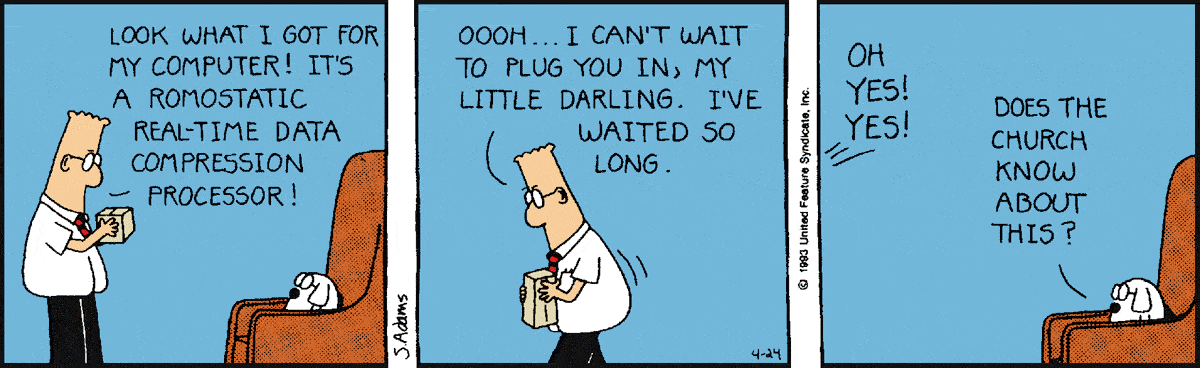 LOOK WHAT I GOT FOR
MY COMPUTER! IT'S
A ROMOSTATIC
REAL-TIME DATA
COMPRESSION
PROCESSOR!
S.Adams
OOOH...I CAN'T WAIT
TO PLUG YOU IN, MY
LITTLE DARLING. I'VE
WAITED SO
LONG.
4-24
© 1993 United Feature Syndicate, Inc.
OH
YES!
YES!
DOES THE
CHURCH
KNOW
ABOUT
THIS?